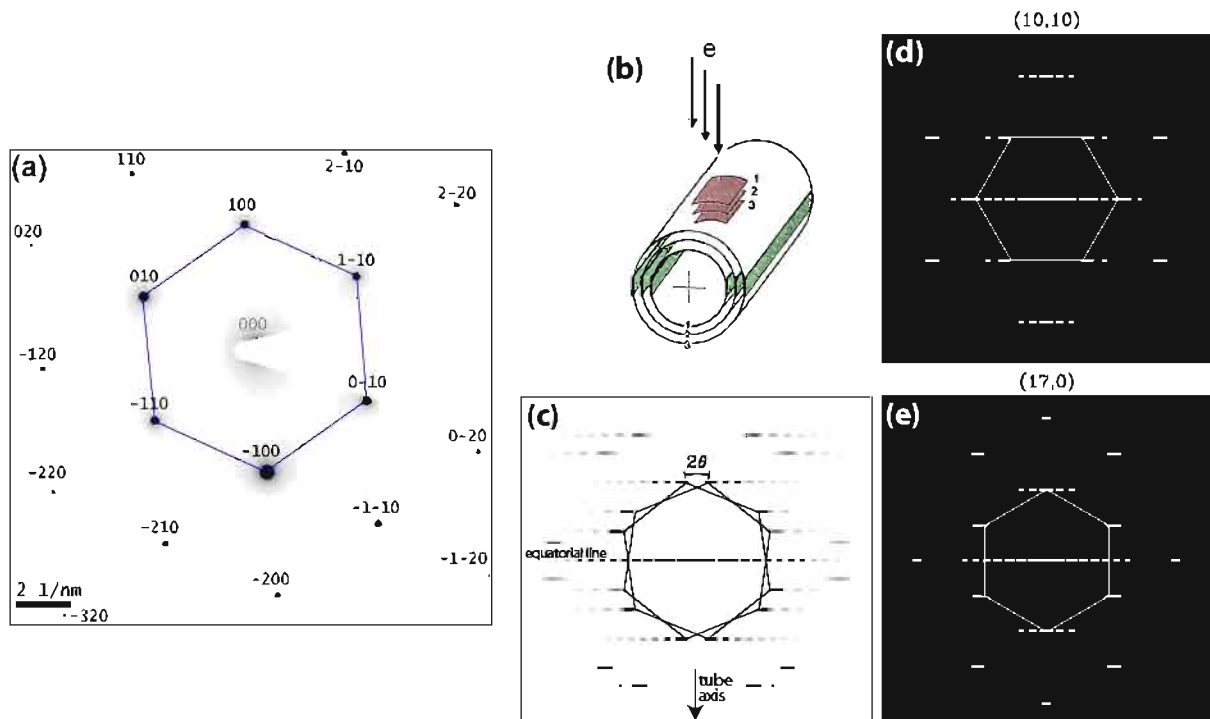 (a)
110
2-10
2-20
020
100
1-10
010
000
-120
0-10
-110
-100
0-20
-220
-1-10
-210
-1-20
-200
2 1/nm
-320
(b)
e
1
2
3
1
2
3
(c)
2θ
equatorial line
tube
axis
(10,10)
(d)
(17,0)
(e)